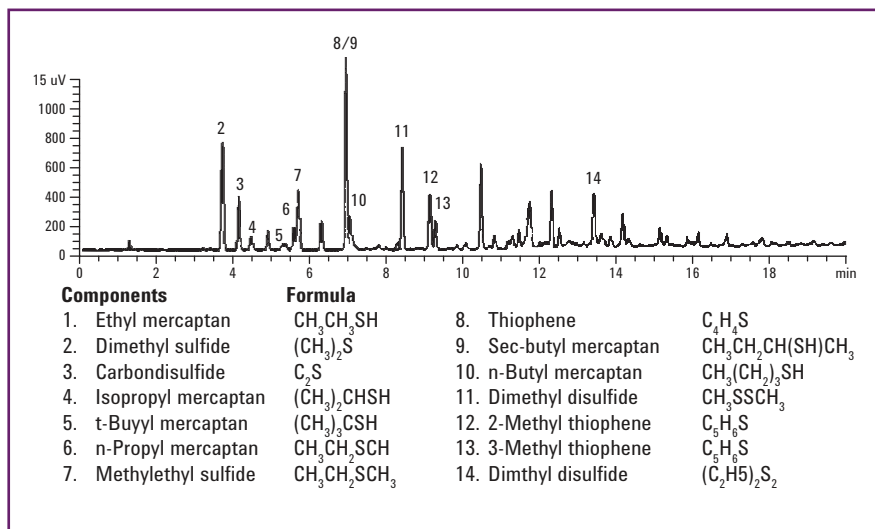 8/9
15 uV
1000
800
600
400
200
0
2
3
4
5
6
7
10
11
12
13
14
0 2 4 6 8 10 12 14 16 18 min
Components Formula
1. Ethyl mercaptan CH₃CH₃SH
2. Dimethyl sulfide (CH₃)₂S
3. Carbondisulfide C₂S
4. Isopropyl mercaptan (CH₃)₂CHSH
5. t-Buyyl mercaptan (CH₃)₃CSH
6. n-Propyl mercaptan CH₃CH₂SCH
7. Methylethyl sulfide CH₃CH₂SCH₃
8. Thiophene C₄H₄S
9. Sec-butyl mercaptan CH₃CH₂CH(SH)CH₃
10. n-Butyl mercaptan CH₃(CH₂)₃SH
11. Dimethyl disulfide CH₃SSCH₃
12. 2-Methyl thiophene C₅H₆S
13. 3-Methyl thiophene C₅H₆S
14. Dimthyl disulfide (C₂H5)₂S₂